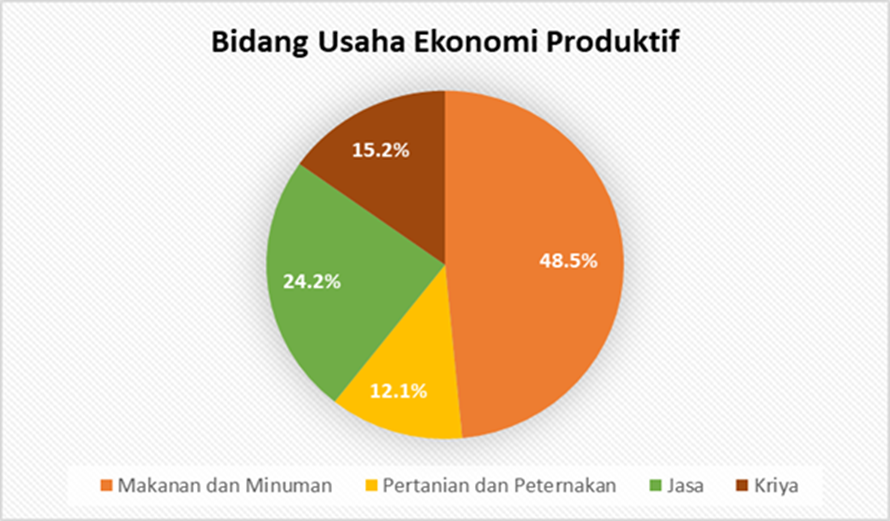 Bidang Usaha Ekonomi Produktif
15.2%
48.5%
24.2%
12.1%
Makanan dan Minuman Pertanian dan Peternakan Jasa Kriya